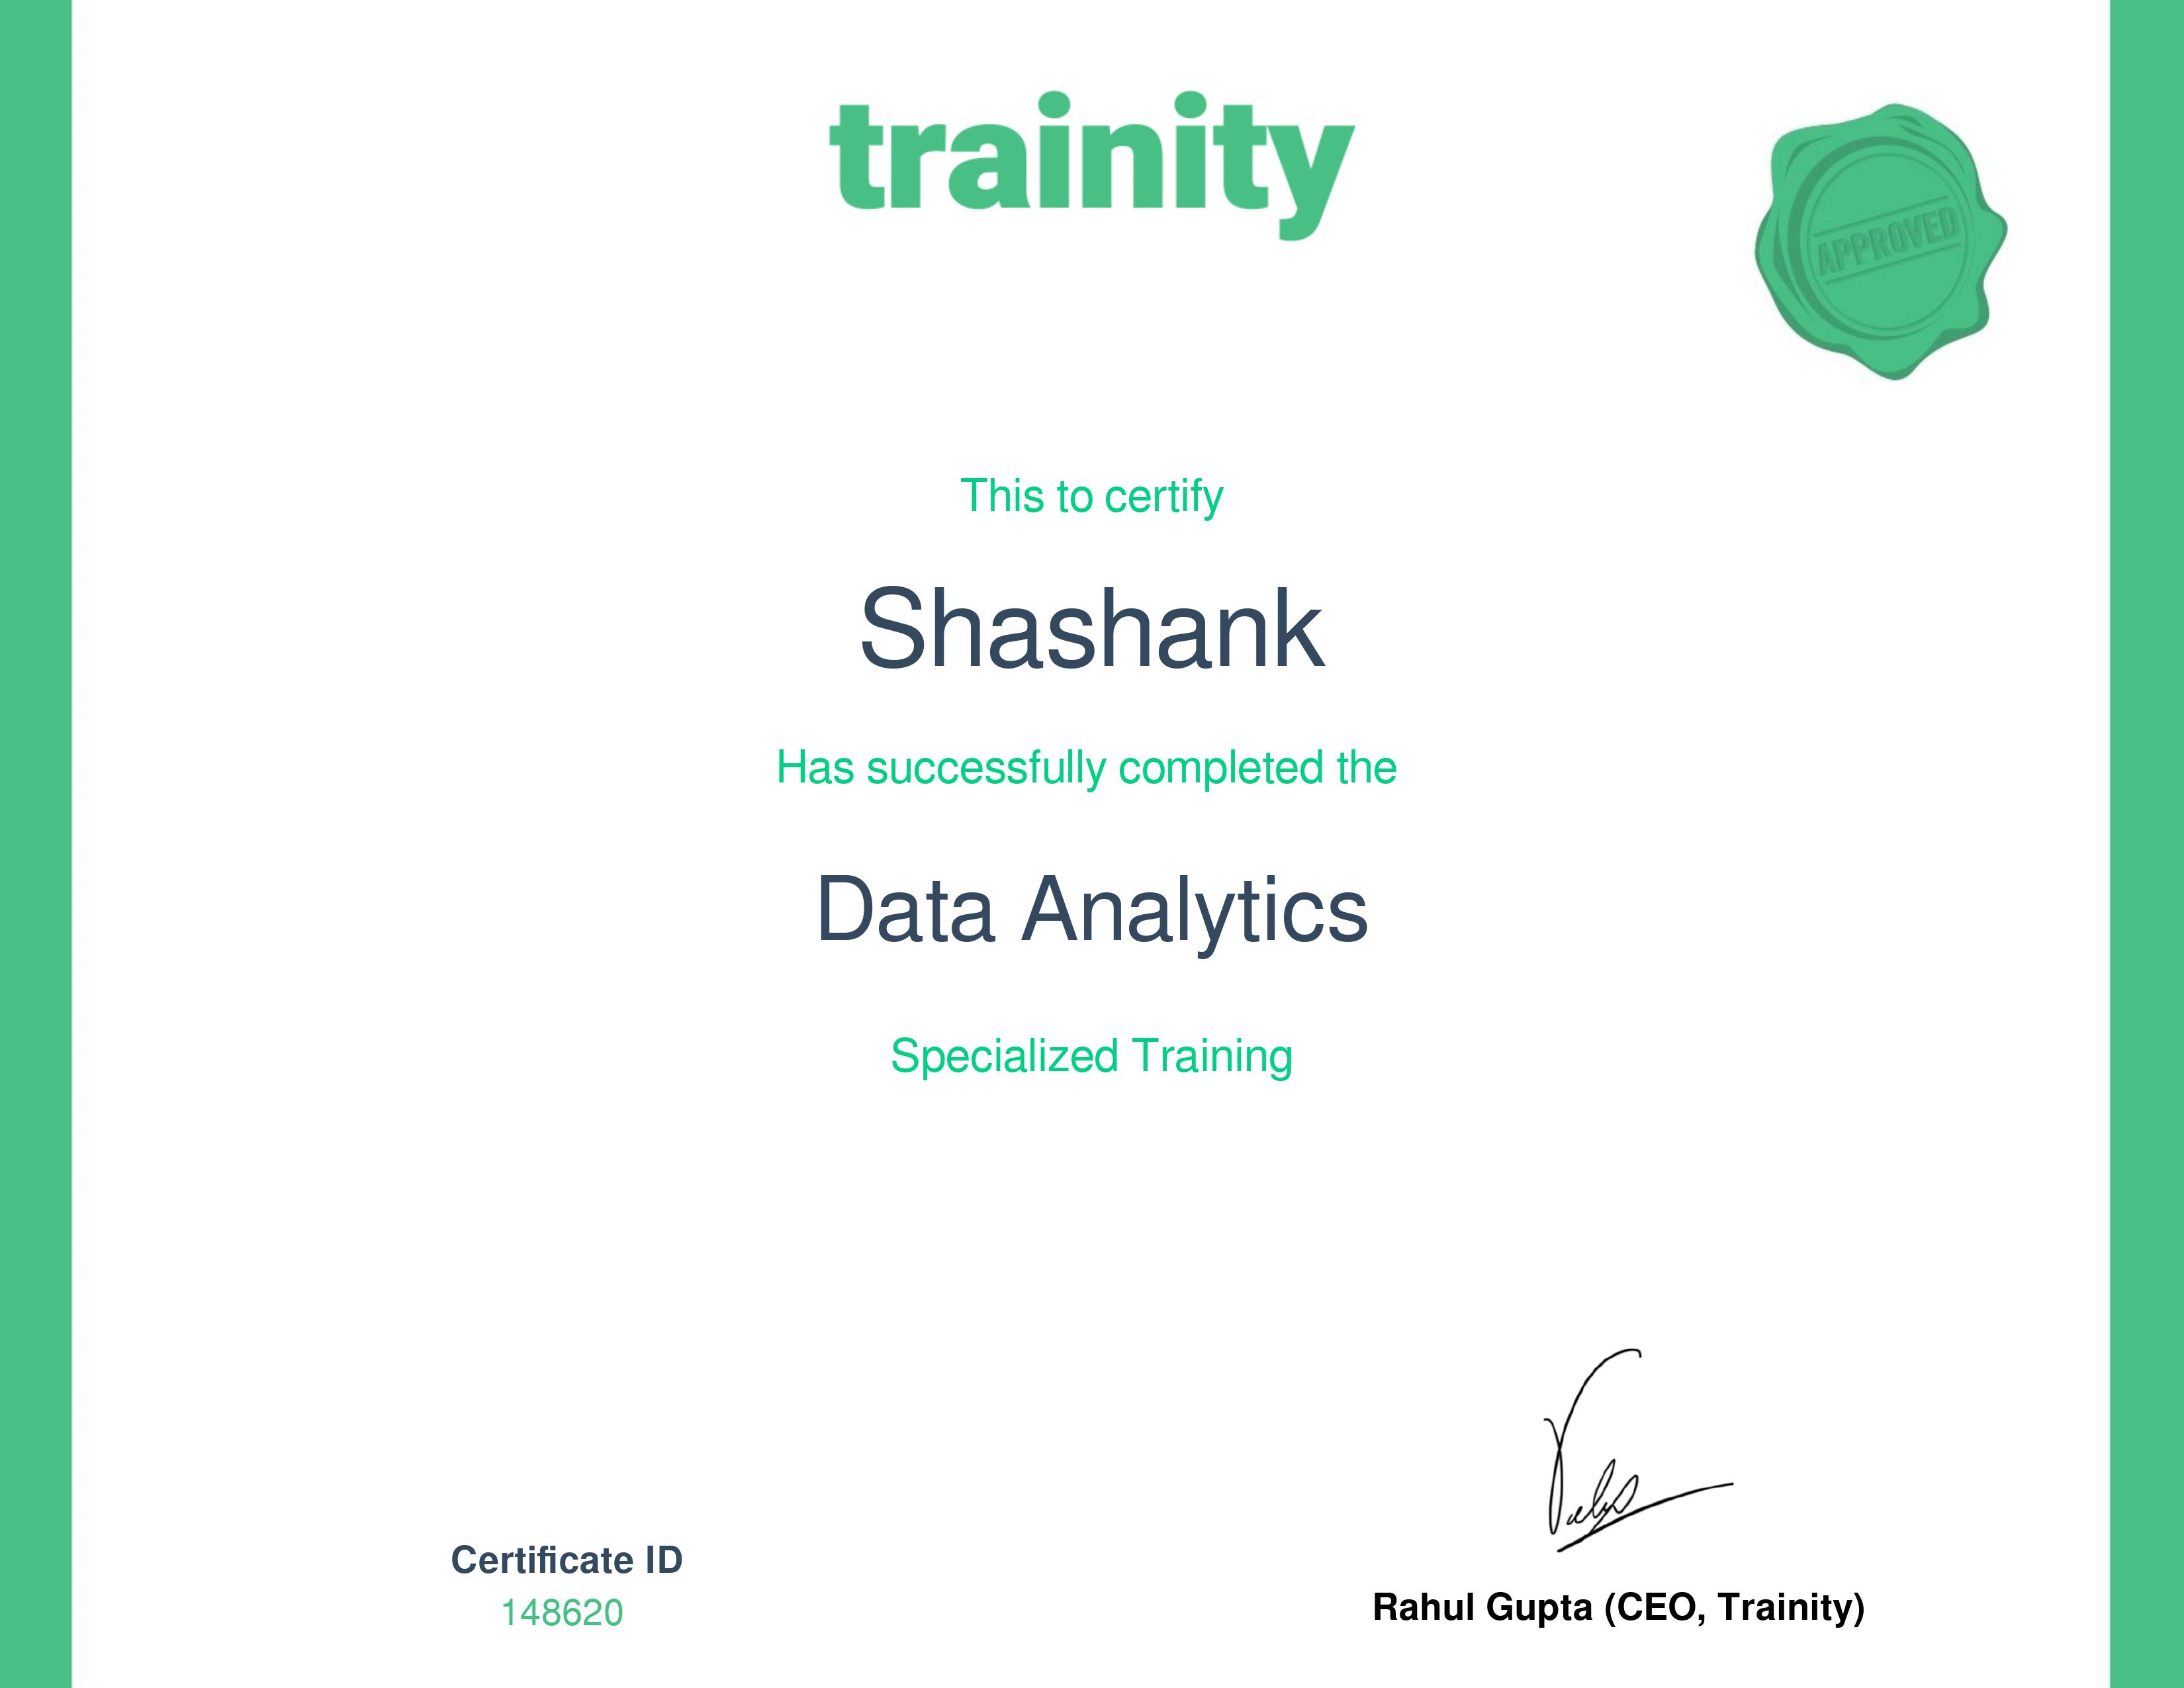 trainity
APPROVED
This to certify
Shashank
Has successfully completed the
Data Analytics
Specialized Training
Certificate ID
148620
Rahul Gupta (CEO, Trainity)